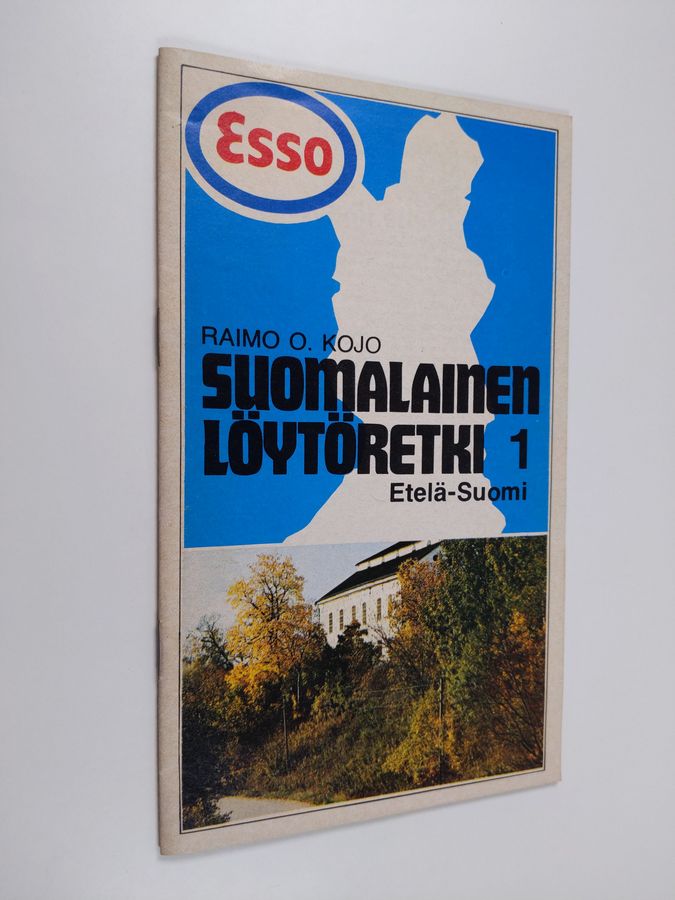 Esso
RAIMO O. KOJO
SUOMALAINEN
LÖYTÖRETKI 1
Etelä-Suomi